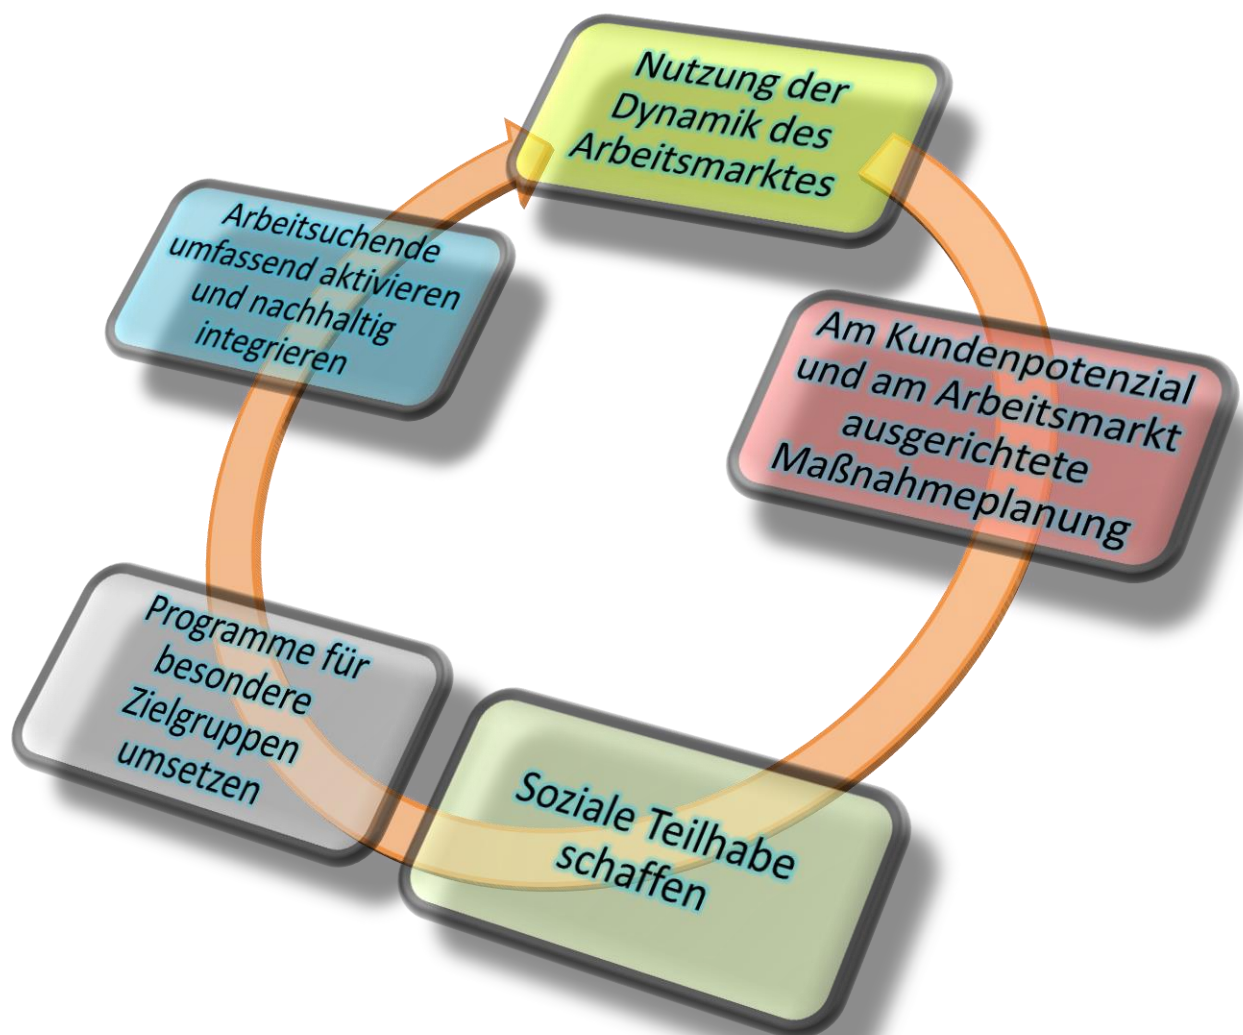 Nutzung der
Dynamik des
Arbeitsmarktes
Am Kundenpotenzial
und am Arbeitsmarkt
ausgerichtete
Maßnahmeplanung
Soziale Teilhabe
schaffen
Programme für
besondere
Zielgruppen
umsetzen
Arbeitsuchende
umfassend aktivieren
und nachhaltig
integrieren